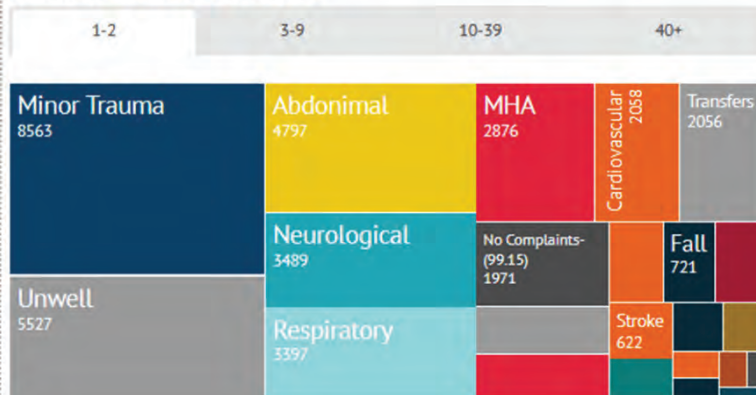 1-2
3-9
10-39
40+
Minor Trauma
8563
Abdonimal
4797
MHA
2876
Cardiovascular
2058
Transfers
2056
Neurological
3489
No Complaints-
(99.15)
1971
Fall
721
Unwell
5527
Respiratory
3397
Stroke
622